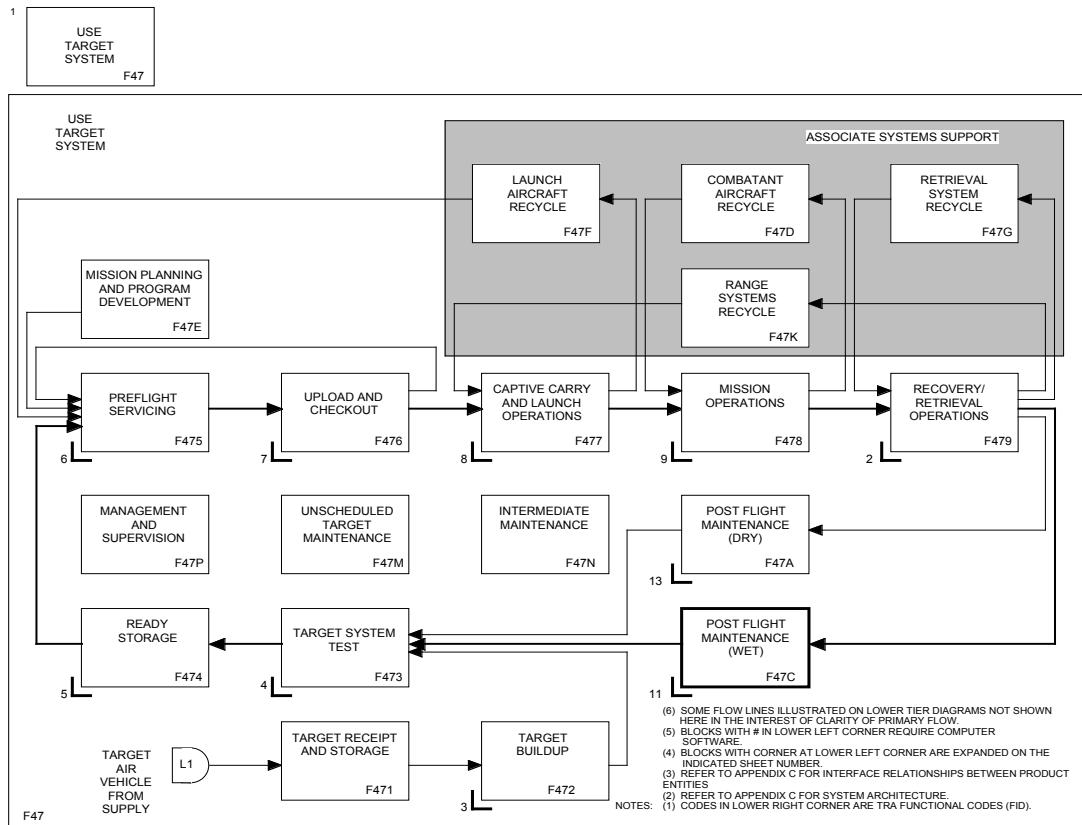 1
USE
TARGET
SYSTEM
F47
USE
TARGET
SYSTEM
ASSOCIATE SYSTEMS SUPPORT
LAUNCH
AIRCRAFT
RECYCLE
F47F
COMBATANT
AIRCRAFT
RECYCLE
F47D
RETRIEVAL
SYSTEM
RECYCLE
F47G
MISSION PLANNING
AND PROGRAM
DEVELOPMENT
F47E
RANGE
SYSTEMS
RECYCLE
F47K
PREFLIGHT
SERVICING
F475
6
UPLOAD AND
CHECKOUT
F476
7
CAPTIVE CARRY
AND LAUNCH
OPERATIONS
F477
8
MISSION
OPERATIONS
F478
9
RECOVERY/
RETRIEVAL
OPERATIONS
F479
2
MANAGEMENT
AND
SUPERVISION
F47P
UNSCHEDULED
TARGET
MAINTENANCE
F47M
INTERMEDIATE
MAINTENANCE
F47N
POST FLIGHT
MAINTENANCE
(DRY)
F47A
13
READY
STORAGE
F474
5
TARGET SYSTEM
TEST
F473
4
POST FLIGHT
MAINTENANCE
(WET)
F47C
11
TARGET
AIR
VEHICLE
FROM
SUPPLY
L1
TARGET RECEIPT
AND STORAGE
F471
TARGET
BUILDUP
F472
3
(6) SOME FLOW LINES ILLUSTRATED ON LOWER TIER DIAGRAMS NOT SHOWN
HERE IN THE INTEREST OF CLARITY OF PRIMARY FLOW.
(5) BLOCKS WITH # IN LOWER LEFT CORNER REQUIRE COMPUTER
SOFTWARE.
(4) BLOCKS WITH CORNER AT LOWER LEFT CORNER ARE EXPANDED ON THE
INDICATED SHEET NUMBER.
(3) REFER TO APPENDIX C FOR INTERFACE RELATIONSHIPS BETWEEN PRODUCT
ENTITIES
(2) REFER TO APPENDIX C FOR SYSTEM ARCHITECTURE.
NOTES: (1) CODES IN LOWER RIGHT CORNER ARE TRA FUNCTIONAL CODES (FID).
F47